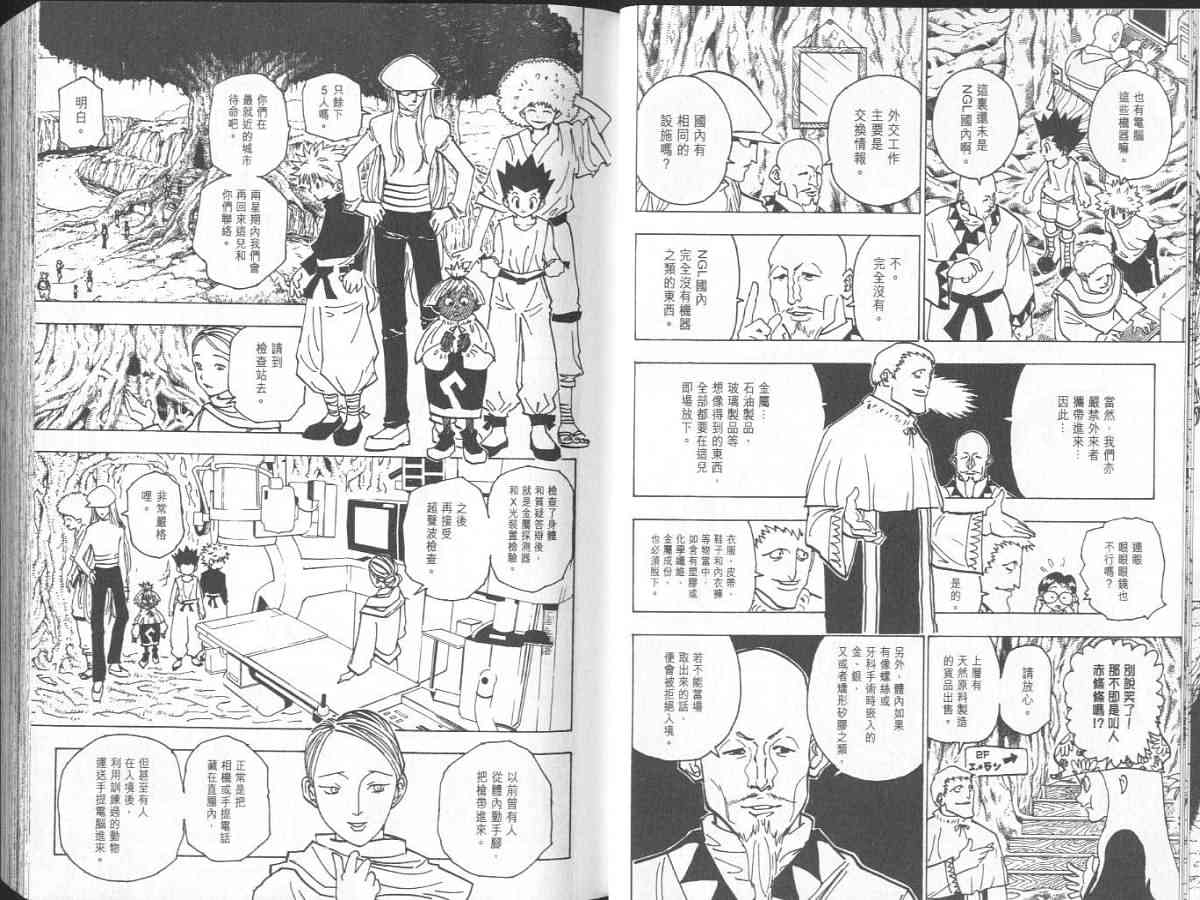 也有電腦
這些機器嘛。
這裏還未是
NGL國內啊。
外交工作
主要是
交換情報。
國內有
相同的
設施嗎?
不。
完全沒有。
NGL國內
完全沒有機器
之類的東西。
當然,我們亦
嚴禁外來者
攜帶進來…
因此…
金屬…
石油製品、
玻璃製品等
想像得到的東西,
全部都要在這兒
即場放下。
連眼
眼眼眼鏡也
不行嗎?
是的。
衣服,皮帶,
鞋子和內衣褲
等物當中,
如含有塑膠或
化學纖維,
金屬成份,
也必須脫下。
別說笑了!
那不即是叫人
赤條條嗎!?
請放心。
上層有
天然原料製造
的貨品出售。
2F
另外,體內如果
有像螺絲或
牙科手術時嵌入的
金、銀,
又或者矯形矽膠之類,
若不能當場
取出來的話,
便會被拒絕入境。
只餘下
5人嗎。
你們在
最就近的城市
待命吧。
兩星期內我們會
再回來這兒和
你們聯絡。
明白。
請到
檢查站去。
檢查了身體
和質疑答辯後,
就是金屬探測器
和X光裝置檢驗。
之後
再接受
超聲波檢查。
非常嚴格
哩。
以前曾有人
從體內動手腳,
把槍帶進來。
正常是把
相機或手提電話
藏在直腸內,
但甚至有人
在入境後,
利用訓練過的動物
運送手提電腦進來。